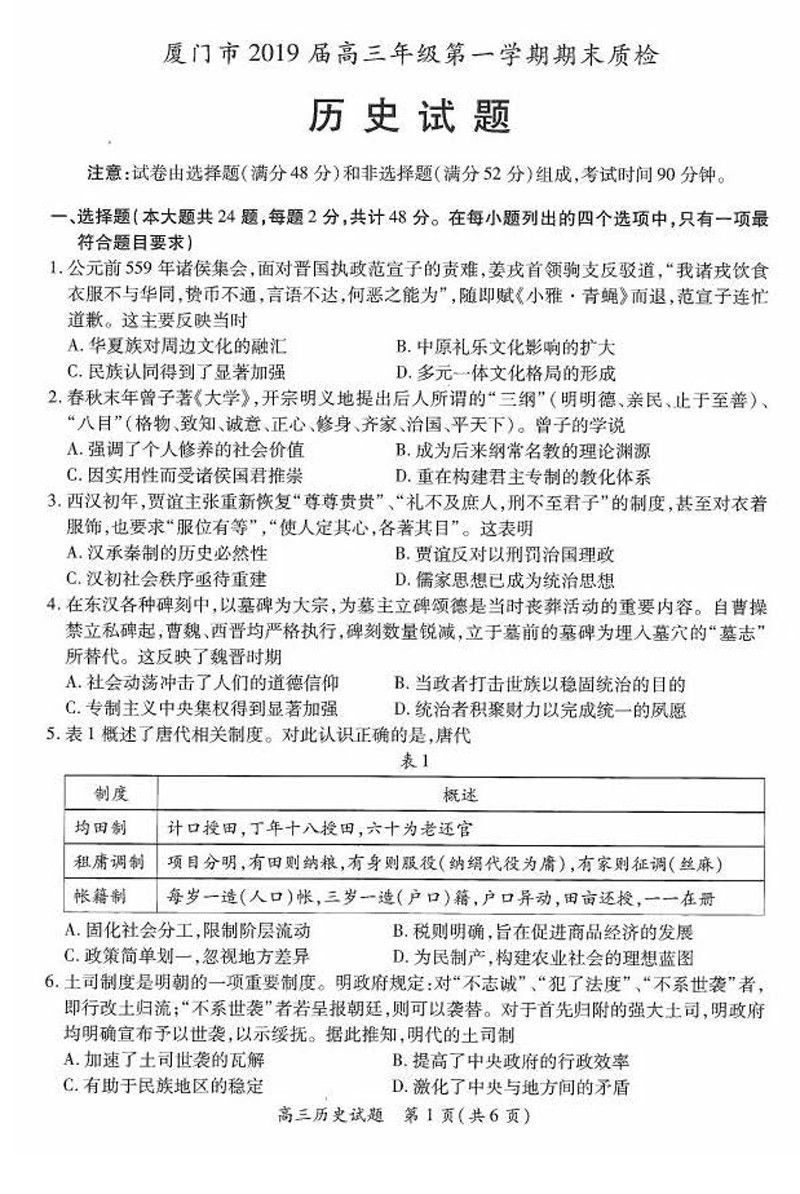 厦门市 2019 届高三年级第一学期期末质检
历史试题
注意:试卷由选择题(满分 48 分)和非选择题(满分 52 分)组成,考试时间 90 分钟。
一、选择题(本大题共 24 题,每题 2 分,共计 48 分。在每小题列出的四个选项中,只有一项最
符合题目要求)
1. 公元前 559 年诸侯集会,面对晋国执政范宣子的责难,姜戎首领驹支反驳道,“我诸戎饮食
衣服不与华同,贽币不通,言语不达,何恶之能为”,随即赋《小雅·青蝇》而退,范宣子连忙
道歉。这主要反映当时
A. 华夏族对周边文化的融汇 B. 中原礼乐文化影响的扩大
C. 民族认同得到了显著加强 D. 多元一体文化格局的形成
2. 春秋末年曾子著《大学》,开宗明义地提出后人所谓的“三纲”(明明德、亲民、止于至善)、
“八目”(格物、致知、诚意、正心、修身、齐家、治国、平天下)。曾子的学说
A. 强调了个人修养的社会价值 B. 成为后来纲常名教的理论渊源
C. 因实用性而受诸侯国君推崇 D. 重在构建君主专制的教化体系
3. 西汉初年,贾谊主张重新恢复“尊尊贵贵”、“礼不及庶人,刑不至君子”的制度,甚至对衣着
服饰,也要求“服位有等”,“使人定其心,各著其目”。这表明
A. 汉承秦制的历史必然性 B. 贾谊反对以刑罚治国理政
C. 汉初社会秩序亟待重建 D. 儒家思想已成为统治思想
4. 在东汉各种碑刻中,以墓碑为大宗,为墓主立碑颂德是当时丧葬活动的重要内容。自曹操
禁立私碑起,曹魏、西晋均严格执行,碑刻数量锐减,立于墓前的墓碑为埋入墓穴的“墓志”
所替代。这反映了魏晋时期
A. 社会动荡冲击了人们的道德信仰 B. 当政者打击世族以稳固统治的目的
C. 专制主义中央集权得到显著加强 D. 统治者积聚财力以完成统一的夙愿
5. 表 1 概述了唐代相关制度。对此认识正确的是,唐代
表 1
制度 概述
均田制 计口授田,丁年十八授田,六十为老还官
租庸调制 项目分明,有田则纳粮,有身则服役(纳绢代役为庸),有家则征调(丝麻)
帐籍制 每岁一造(人口)帐,三岁一造(户口)籍,户口异动,田亩还授,一一在册
A. 固化社会分工,限制阶层流动 B. 税则明确,旨在促进商品经济的发展
C. 政策简单划一,忽视地方差异 D. 为民制产,构建农业社会的理想蓝图
6. 土司制度是明朝的一项重要制度。明政府规定:对“不志诚”、“犯了法度”、“不系世袭”者,
即行改土归流;“不系世袭”者若呈报朝廷,则可以袭替。对于首先归附的强大土司,明政府
均明确宣布予以世袭,以示绥抚。据此推知,明代的土司制
A. 加速了土司世袭的瓦解 B. 提高了中央政府的行政效率
C. 有助于民族地区的稳定 D. 激化了中央与地方间的矛盾
高三历史试题 第 1 页(共 6 页)